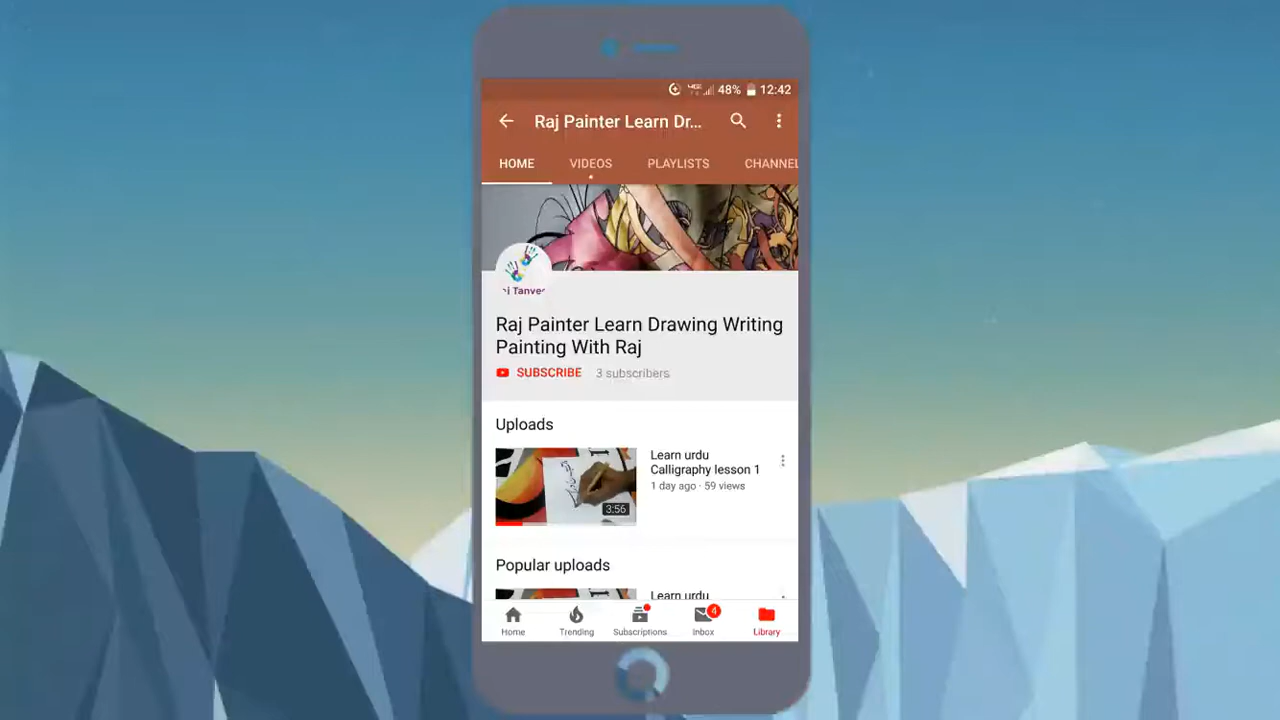 48% 12:42
Raj Painter Learn Dr...
HOME VIDEOS PLAYLISTS CHANNEL
Raj Painter Learn Drawing Writing
Painting With Raj
SUBSCRIBE 3 subscribers
Uploads
Learn urdu
Calligraphy lesson 1
1 day ago · 59 views
3:56
Popular uploads
Learn urdu
4
Home Trending Subscriptions Inbox Library